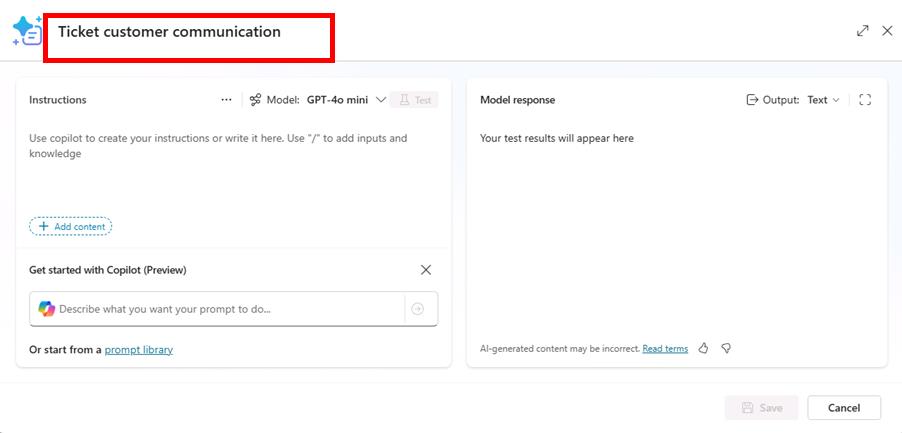 Ticket customer communication
Instructions
... Model: GPT-4o mini Test
Use copilot to create your instructions or write it here. Use "/" to add inputs and
knowledge
+ Add content
Get started with Copilot (Preview)
Describe what you want your prompt to do...
Or start from a prompt library
Model response
Output: Text
Your test results will appear here
AI-generated content may be incorrect. Read terms
Save Cancel